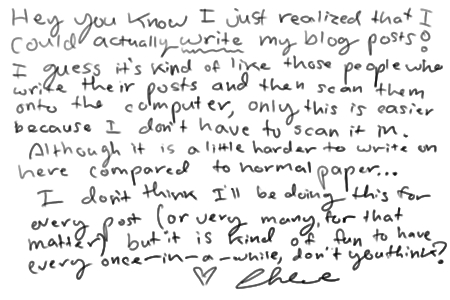 Hey you know I just realized that I
could actually write my blog posts!
I guess it's kind of like those people who
write their posts and then scan them
onto the computer, only this is easier
because I don't have to scan it in.
Although it is a little harder to write on
here compared to normal paper...
I don't think I'll be doing this for
every post (or very many, for that
matter) but it is kind of fun to have
every once-in-a-while, don't you think?
♡